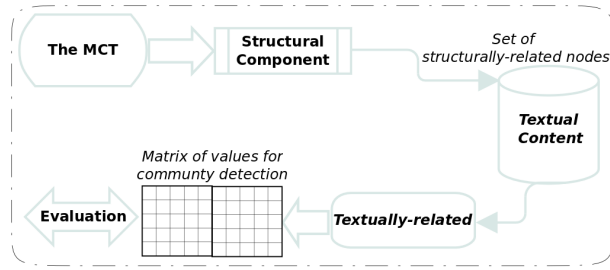 The MCT
Structural
Component
Set of
structurally-related nodes
Textual
Content
Matrix of values for
communty detection
Evaluation
Textually-related